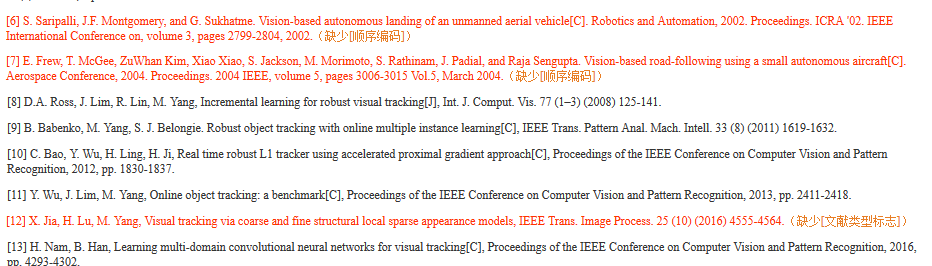 [6] S. Saripalli, J.F. Montgomery, and G. Sukhatme. Vision-based autonomous landing of an unmanned aerial vehicle[C]. Robotics and Automation, 2002. Proceedings. ICRA '02. IEEE
International Conference on, volume 3, pages 2799-2804, 2002.（缺少[顺序编码]）
[7] E. Frew, T. McGee, ZuWhan Kim, Xiao Xiao, S. Jackson, M. Morimoto, S. Rathinam, J. Padial, and Raja Sengupta. Vision-based road-following using a small autonomous aircraft[C].
Aerospace Conference, 2004. Proceedings. 2004 IEEE, volume 5, pages 3006-3015 Vol.5, March 2004.（缺少[顺序编码]）
[8] D.A. Ross, J. Lim, R. Lin, M. Yang, Incremental learning for robust visual tracking[J], Int. J. Comput. Vis. 77 (1–3) (2008) 125-141.
[9] B. Babenko, M. Yang, S. J. Belongie. Robust object tracking with online multiple instance learning[C], IEEE Trans. Pattern Anal. Mach. Intell. 33 (8) (2011) 1619-1632.
[10] C. Bao, Y. Wu, H. Ling, H. Ji, Real time robust L1 tracker using accelerated proximal gradient approach[C], Proceedings of the IEEE Conference on Computer Vision and Pattern
Recognition, 2012, pp. 1830-1837.
[11] Y. Wu, J. Lim, M. Yang, Online object tracking: a benchmark[C], Proceedings of the IEEE Conference on Computer Vision and Pattern Recognition, 2013, pp. 2411-2418.
[12] X. Jia, H. Lu, M. Yang, Visual tracking via coarse and fine structural local sparse appearance models, IEEE Trans. Image Process. 25 (10) (2016) 4555-4564.（缺少[文献类型标志]）
[13] H. Nam, B. Han, Learning multi-domain convolutional neural networks for visual tracking[C], Proceedings of the IEEE Conference on Computer Vision and Pattern Recognition, 2016,
pp. 4293-4302.